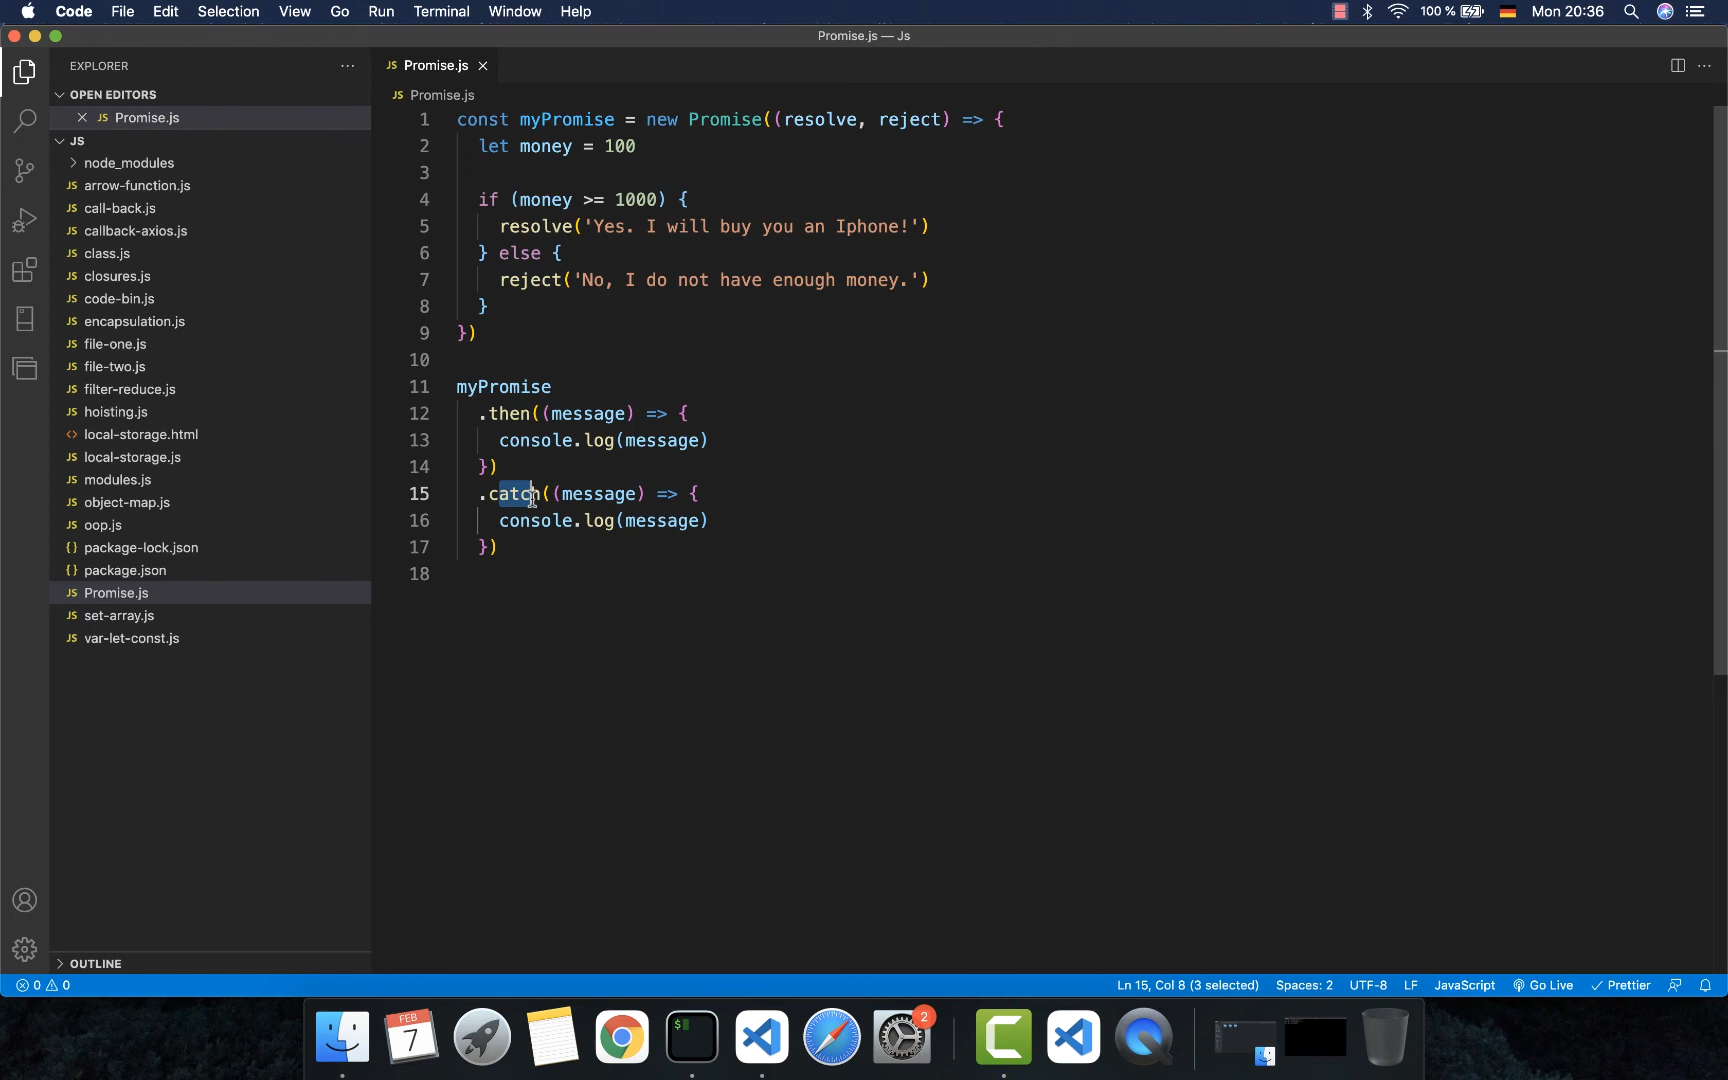 Code File Edit Selection View Go Run Terminal Window Help 100 % Mon 20:36
Promise.js — Js
EXPLORER
OPEN EDITORS
JS Promise.js
JS
node_modules
JS arrow-function.js
JS call-back.js
JS callback-axios.js
JS class.js
JS closures.js
JS code-bin.js
JS encapsulation.js
JS file-one.js
JS file-two.js
JS filter-reduce.js
JS hoisting.js
<> local-storage.html
JS local-storage.js
JS modules.js
JS object-map.js
JS oop.js
{} package-lock.json
{} package.json
JS Promise.js
JS set-array.js
JS var-let-const.js
OUTLINE
JS Promise.js
JS Promise.js
1 const myPromise = new Promise((resolve, reject) => {
2 let money = 100
3
4 if (money >= 1000) {
5 resolve('Yes. I will buy you an Iphone!')
6 } else {
7 reject('No, I do not have enough money.')
8 }
9 })
10
11 myPromise
12 .then((message) => {
13 console.log(message)
14 })
15 .catch((message) => {
16 console.log(message)
17 })
18
0 0 Ln 15, Col 8 (3 selected) Spaces: 2 UTF-8 LF JavaScript Go Live Prettier
FEB
7
$
2